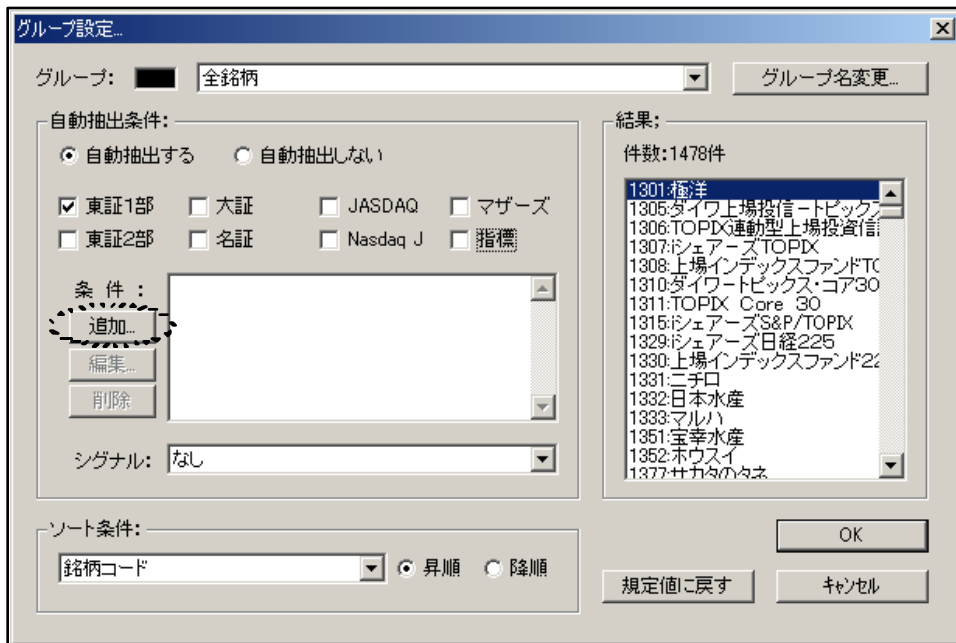 グループ設定...
グループ: 全銘柄 グループ名変更...
自動抽出条件:
自動抽出する 自動抽出しない
東証1部 大証 JASDAQ マザーズ
東証2部 名証 Nasdaq J 指標
条 件 :
追加...
編集...
削除
シグナル: なし
結果;
件数:1478件
1301:極洋
1305:ダイワ上場投信-トピックス
1306:TOPIX連動型上場投資信託
1307:iシェアーズTOPIX
1308:上場インデックスファンドTO
1310:ダイワトピックス・コア30
1311:TOPIX Core 30
1315:iシェアーズS&P/TOPIX
1329:iシェアーズ日経225
1330:上場インデックスファンド22
1331:ニチロ
1332:日本水産
1333:マルハ
1351:宝幸水産
1352:ホウスイ
1377:サカタのタネ
ソート条件:
銘柄コード 昇順 降順
OK
規定値に戻す キャンセル